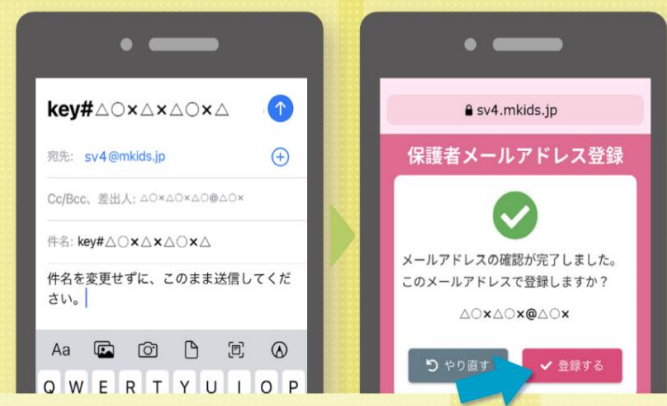 key#△○×△×△○×△
宛先: sv4@mkids.jp
Cc/Bcc、差出人: △○×△○×△○@△○×
件名: key#△○×△×△○×△
件名を変更せずに、このまま送信してくだ
さい。
Aa
Q W E R T Y U I O P
sv4.mkids.jp
保護者メールアドレス登録
メールアドレスの確認が完了しました。
このメールアドレスで登録しますか？
△○×△○×@△○×
やり直す
登録する